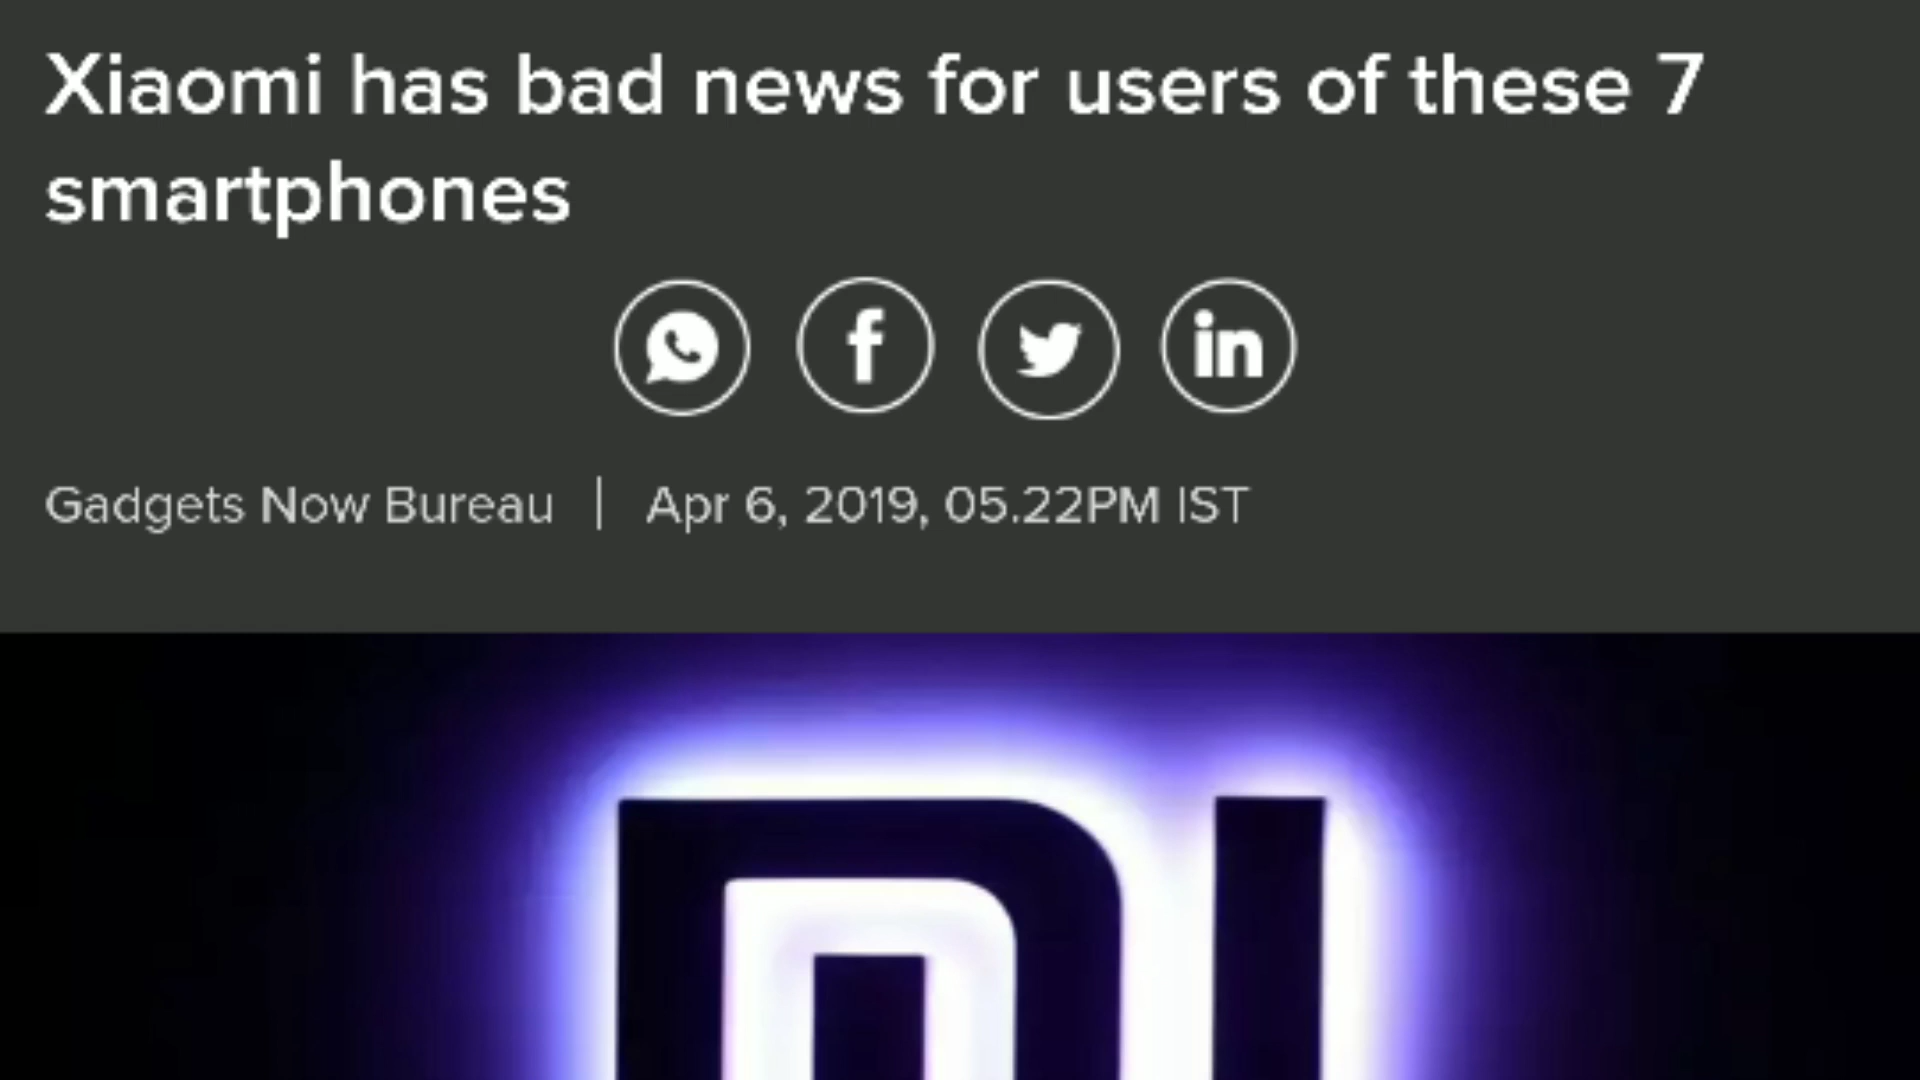 Xiaomi has bad news for users of these 7
smartphones
Gadgets Now Bureau | Apr 6, 2019, 05.22PM IST